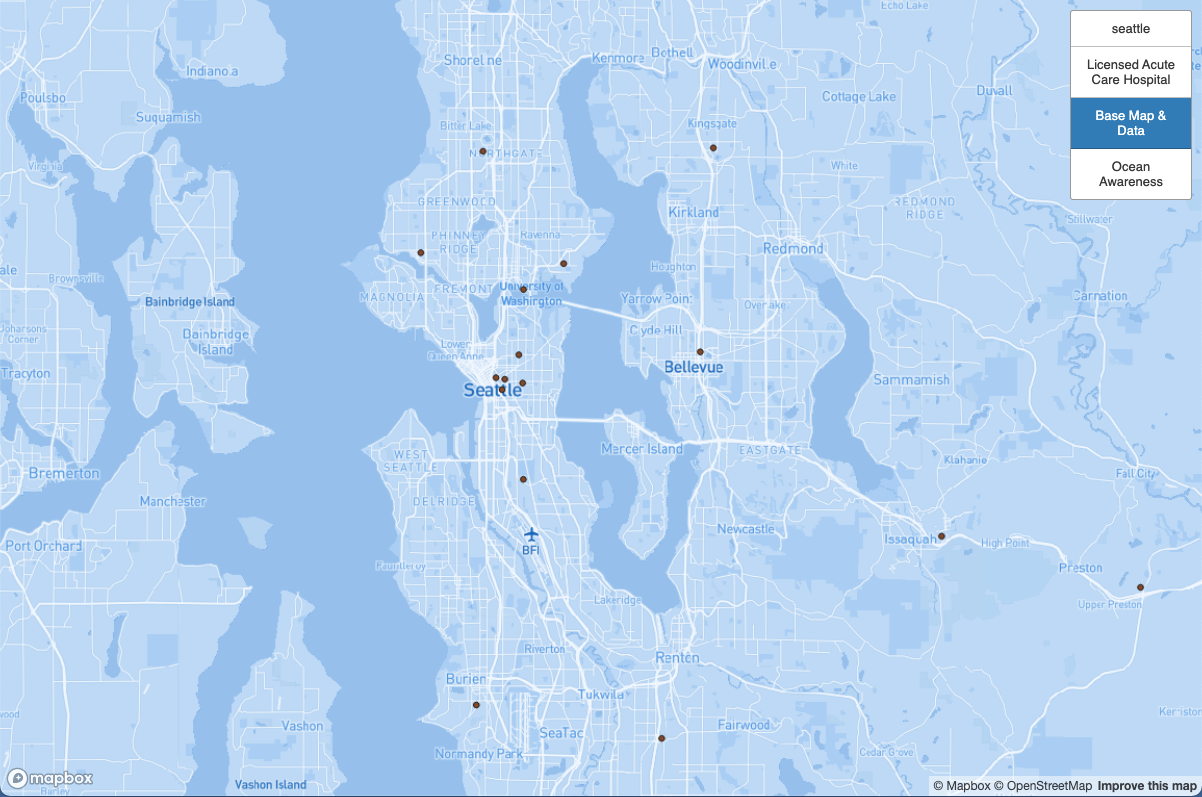 Echo Lake
seattle
Shoreline
Kenmore
Bothell
Woodinville
Licensed Acute
Care Hospital
Indianola
Poulsbo
Cottage Lake
Duvall
Base Map &
Data
Suquamish
Bitter Lake
Kingsgate
NORTHGATE
Virginia
White
Ocean
Awareness
GREENWOOD
Kirkland
REDMOND
RIDGE
Stillwater
PHINNEY
RIDGE
Ravenna
Redmond
Houghton
Brownsville
University of
Washington
FREMONT
MAGNOLIA
Yarrow Point
Overlake
Carnation
Bainbridge Island
Clyde Hill
Bainbridge
Island
Lower
Queen Anne
Bellevue
Tracyton
Sammamish
Seattle
Mercer Island
EASTGATE
WEST
SEATTLE
Klahanie
Bremerton
Fall City
Manchester
DELRIDGE
Newcastle
BFI
Issaquah
High Point
Port Orchard
Fauntleroy
Preston
Lakeridge
Upper Preston
Riverton
Renton
Burien
Tukwila
Vashon
SeaTac
Fairwood
Normandy Park
Cedar Grove
mapbox
Vashon Island
Burley
© Mapbox © OpenStreetMap Improve this map